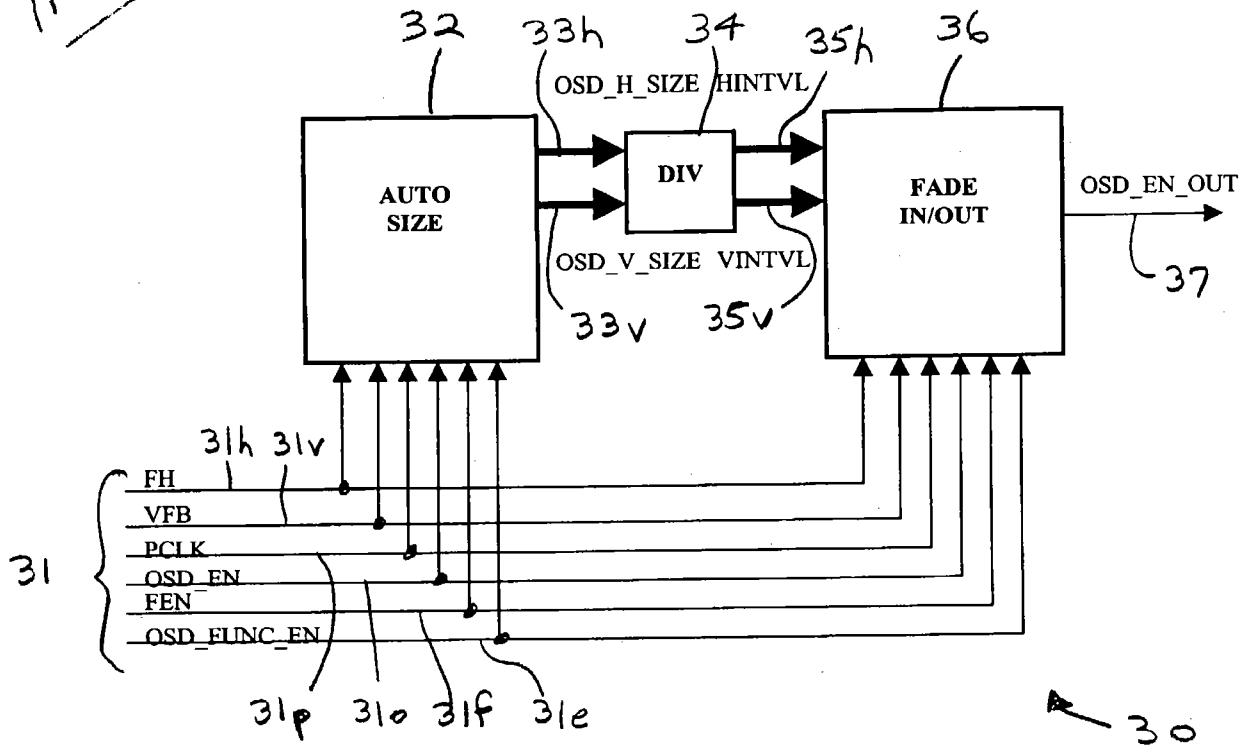 32 33h 34 35h 36
OSD_H_SIZE HINTVL
AUTO
SIZE
DIV
FADE
IN/OUT
OSD_EN_OUT
OSD_V_SIZE VINTVL
33v 35v 37
31h 31v
FH
VFB
PCLK
OSD_EN
FEN
OSD_FUNC_EN
31
31p 31o 31f 31e
30